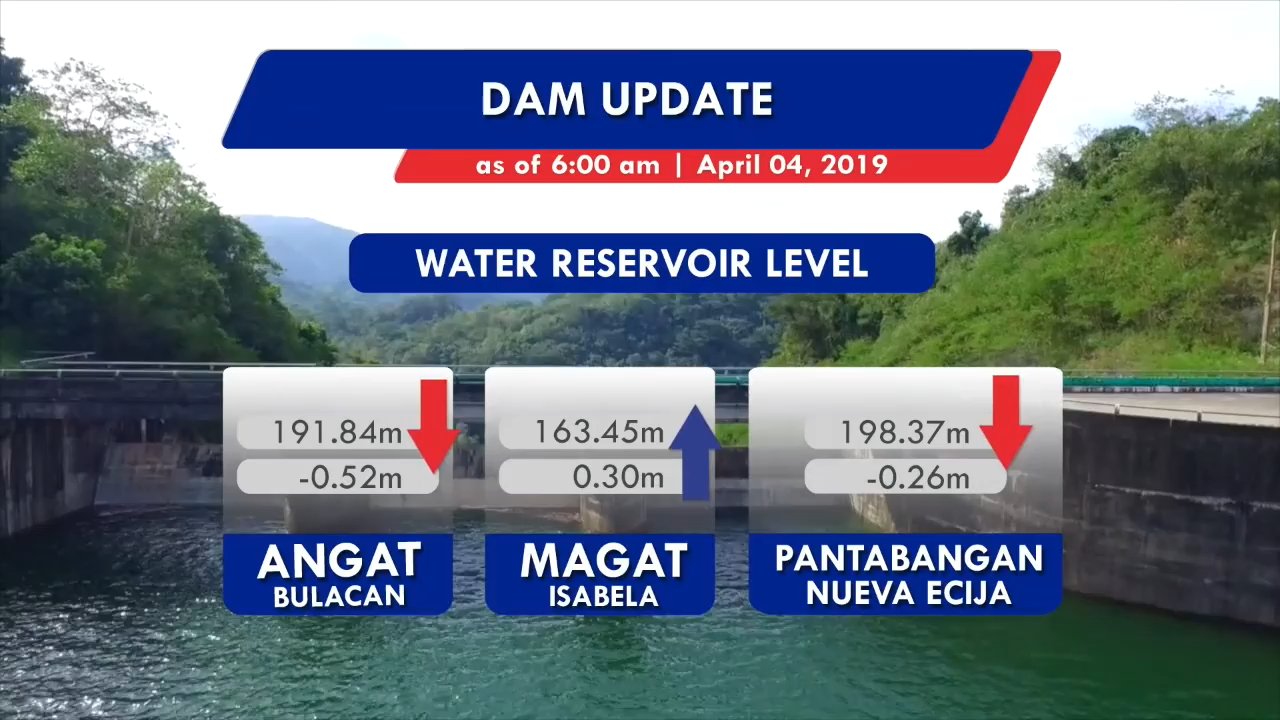 DAM UPDATE
as of 6:00 am | April 04, 2019
WATER RESERVOIR LEVEL
191.84m
-0.52m
ANGAT
BULACAN
163.45m
0.30m
MAGAT
ISABELA
198.37m
-0.26m
PANTABANGAN
NUEVA ECIJA